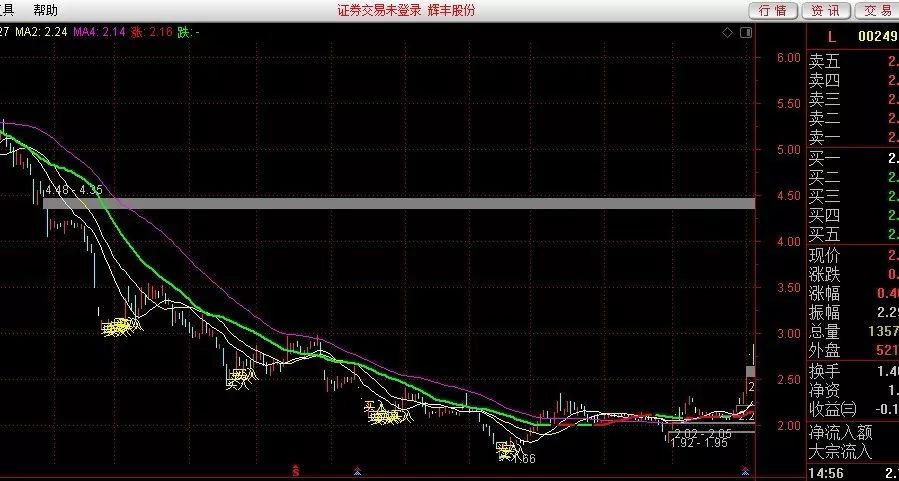 具 帮助
证券交易未登录 辉丰股份
行情 资讯 交易
27 MA2: 2.24 MA4: 2.14 涨: 2.16 跌: -
L 00249
6.00
5.50
5.00
4.50
4.00
3.50
3.00
2.50
2.00
4.48 - 4.35
买入
买入
买入
买入
2.02 - 2.05
1.92 - 1.95
1.66
卖五 2.
卖四 2.
卖三 2.
卖二 2.
卖一 2.
买一 2.
买二 2.
买三 2.
买四 2.
买五 2.
现价 2.
涨跌 0.
涨幅 0.4
振幅 2.2
总量 1357
外盘 521
换手 1.4
净资 1.
收益㈢ -0.1
净流入额
大宗流入
14:56 2.
S